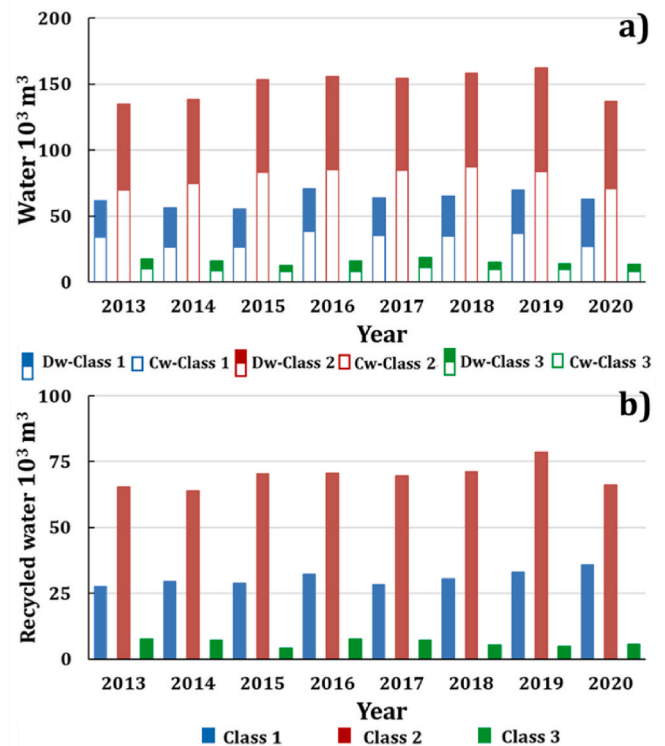 a)
200
150
100
50
0
Water 10³ m³
2013 2014 2015 2016 2017 2018 2019 2020
Year
Dw-Class 1 Cw-Class 1 Dw-Class 2 Cw-Class 2 Dw-Class 3 Cw-Class 3
b)
100
75
50
25
0
Recycled water 10³ m³
2013 2014 2015 2016 2017 2018 2019 2020
Year
Class 1 Class 2 Class 3